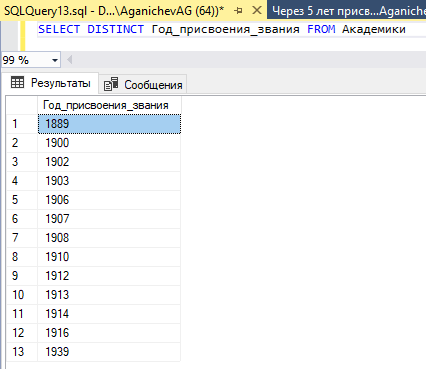 SQLQuery13.sql - D...\AganichevAG (64))*
Через 5 лет присв...Aganiche
SELECT DISTINCT Год_присвоения_звания FROM Академики
99 %
Результаты Сообщения
Год_присвоения_звания
1 1889
2 1900
3 1902
4 1903
5 1906
6 1907
7 1908
8 1910
9 1912
10 1913
11 1914
12 1916
13 1939